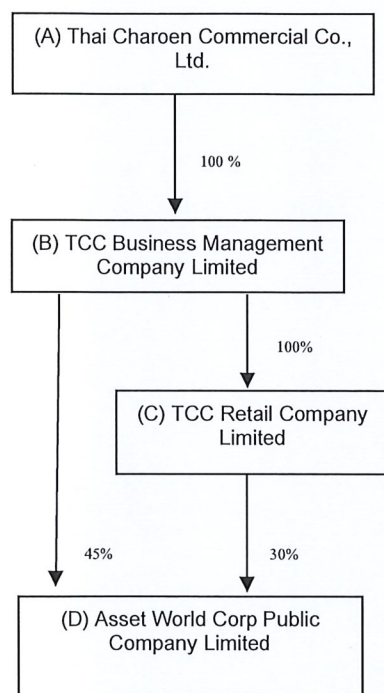 (A) Thai Charoen Commercial Co.,
Ltd.
100 %
(B) TCC Business Management
Company Limited
100%
(C) TCC Retail Company
Limited
45%
30%
(D) Asset World Corp Public
Company Limited